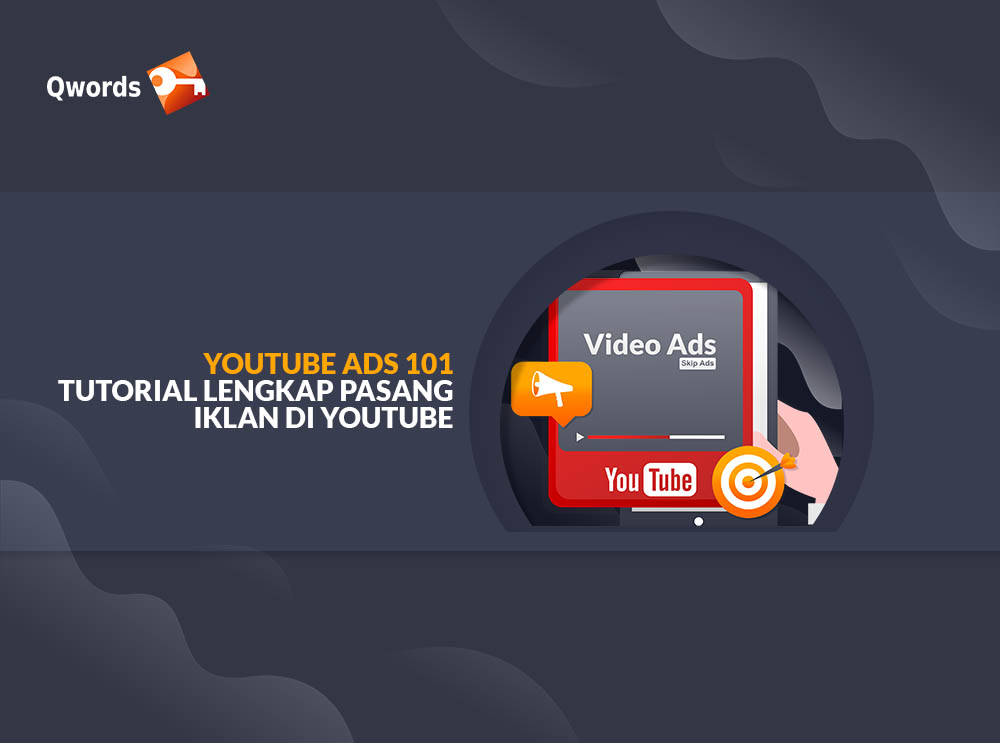 Qwords
YOUTUBE ADS 101
TUTORIAL LENGKAP PASANG
IKLAN DI YOUTUBE
Video Ads
Skip Ads
YouTube